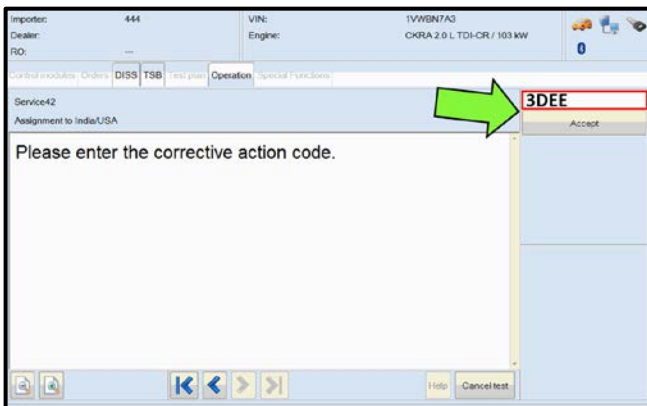 Importer: 444 VIN: 1VWBN7A3
Dealer: Engine: CKRA 2.0 L TDI-CR / 103 kW
RO: ---
Control modules Orders DISS TSB Test plan Operation Special Functions
Service42
Assignment to India/USA
3DEE
Accept
Please enter the corrective action code.
0
Help Cancel test